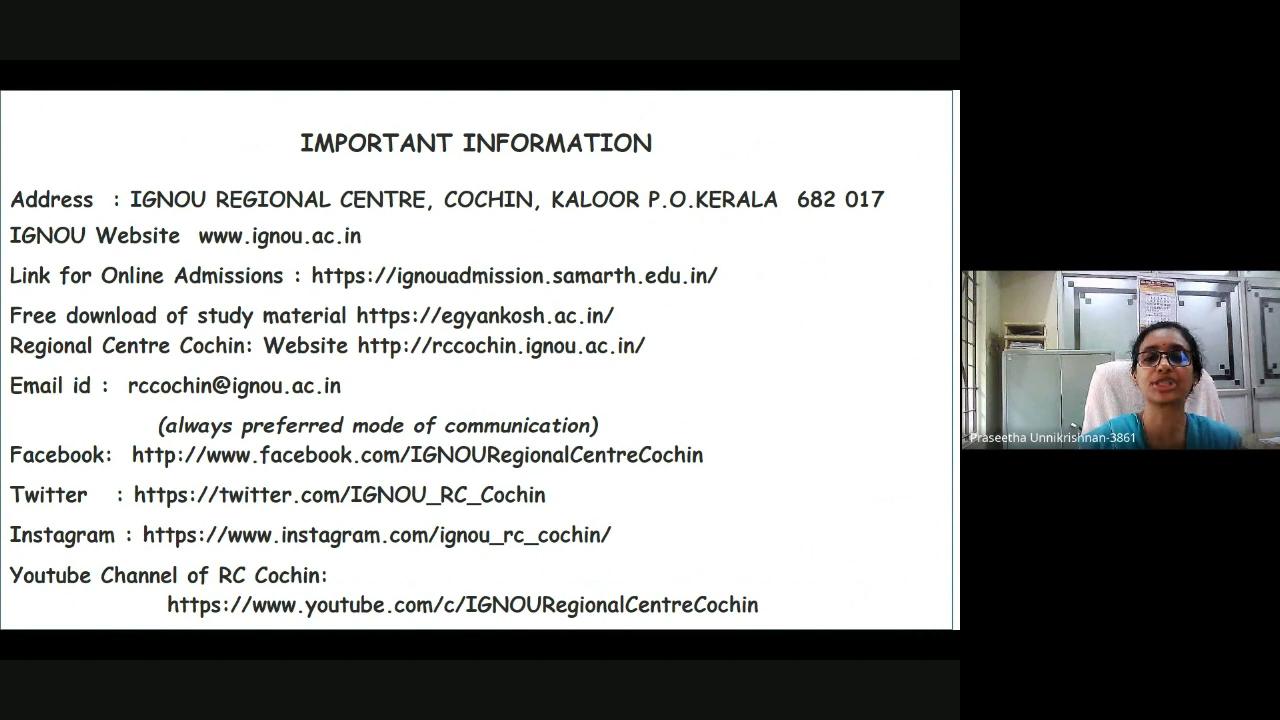 IMPORTANT INFORMATION
Address : IGNOU REGIONAL CENTRE, COCHIN, KALOOR P.O.KERALA 682 017
IGNOU Website www.ignou.ac.in
Link for Online Admissions : https://ignouadmission.samarth.edu.in/
Free download of study material https://egyankosh.ac.in/
Regional Centre Cochin: Website http://rccochin.ignou.ac.in/
Email id : rccochin@ignou.ac.in
(always preferred mode of communication)
Facebook: http://www.facebook.com/IGNOURegionalCentreCochin
Twitter : https://twitter.com/IGNOU_RC_Cochin
Instagram : https://www.instagram.com/ignou_rc_cochin/
Youtube Channel of RC Cochin:
https://www.youtube.com/c/IGNOURegionalCentreCochin
Praseetha Unnikrishnan-3861